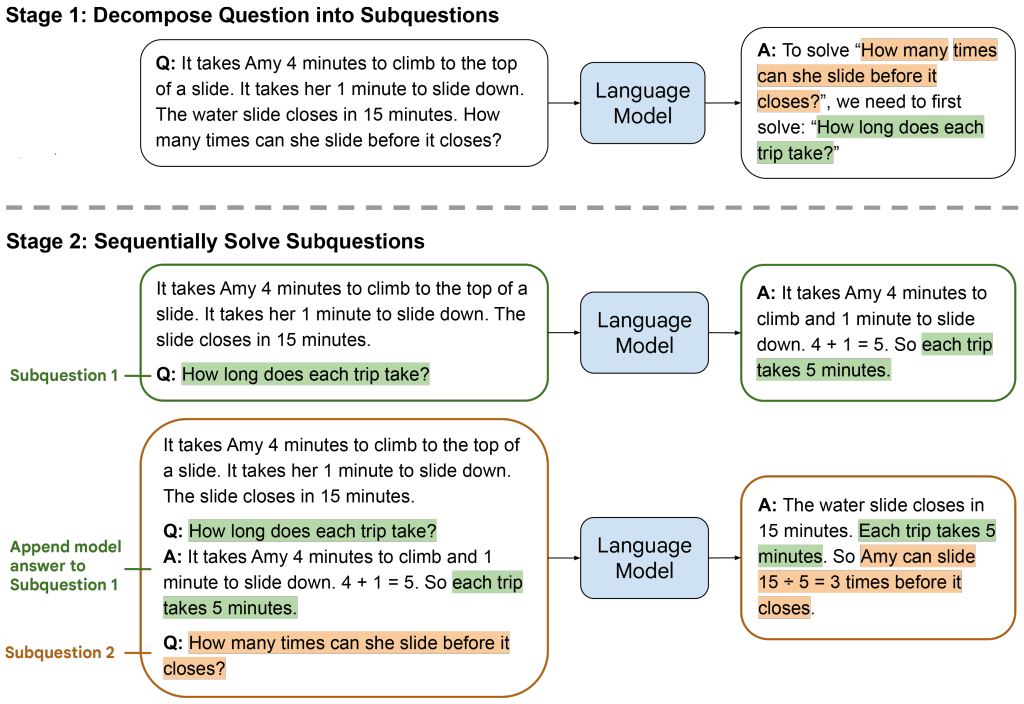 Stage 1: Decompose Question into Subquestions
Q: It takes Amy 4 minutes to climb to the top
of a slide. It takes her 1 minute to slide down.
The water slide closes in 15 minutes. How
many times can she slide before it closes?
Language
Model
A: To solve “How many times
can she slide before it
closes?”, we need to first
solve: “How long does each
trip take?”
Stage 2: Sequentially Solve Subquestions
It takes Amy 4 minutes to climb to the top of a
slide. It takes her 1 minute to slide down. The
slide closes in 15 minutes.
Subquestion 1
Q: How long does each trip take?
Language
Model
A: It takes Amy 4 minutes to
climb and 1 minute to slide
down. 4 + 1 = 5. So each trip
takes 5 minutes.
It takes Amy 4 minutes to climb to the top of
a slide. It takes her 1 minute to slide down.
The slide closes in 15 minutes.
Q: How long does each trip take?
Append model
answer to
Subquestion 1
A: It takes Amy 4 minutes to climb and 1
minute to slide down. 4 + 1 = 5. So each trip
takes 5 minutes.
Subquestion 2
Q: How many times can she slide before it
closes?
Language
Model
A: The water slide closes in
15 minutes. Each trip takes 5
minutes. So Amy can slide
15 ÷ 5 = 3 times before it
closes.